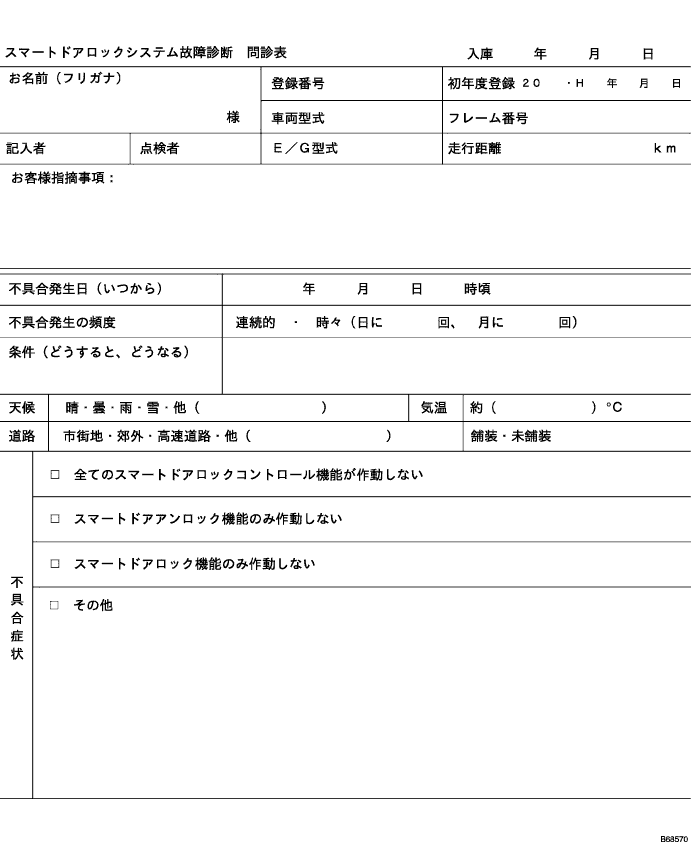 スマートドアロックシステム故障診断　問診表　入庫　年　月　日
お名前（フリガナ）
様
登録番号
初年度登録　２０　・Ｈ　年　月　日
車両型式
フレーム番号
記入者
点検者
Ｅ／Ｇ型式
走行距離　ｋｍ
お客様指摘事項：
不具合発生日（いつから）　年　月　日　時頃
不具合発生の頻度　連続的　・　時々（日に　回、　月に　回）
条件（どうすると、どうなる）
天候　晴・曇・雨・雪・他（　）　気温　約（　）℃
道路　市街地・郊外・高速道路・他（　）　舗装・未舗装
不具合症状
□　全てのスマートドアロックコントロール機能が作動しない
□　スマートドアアンロック機能のみ作動しない
□　スマートドアロック機能のみ作動しない
□　その他
B68570